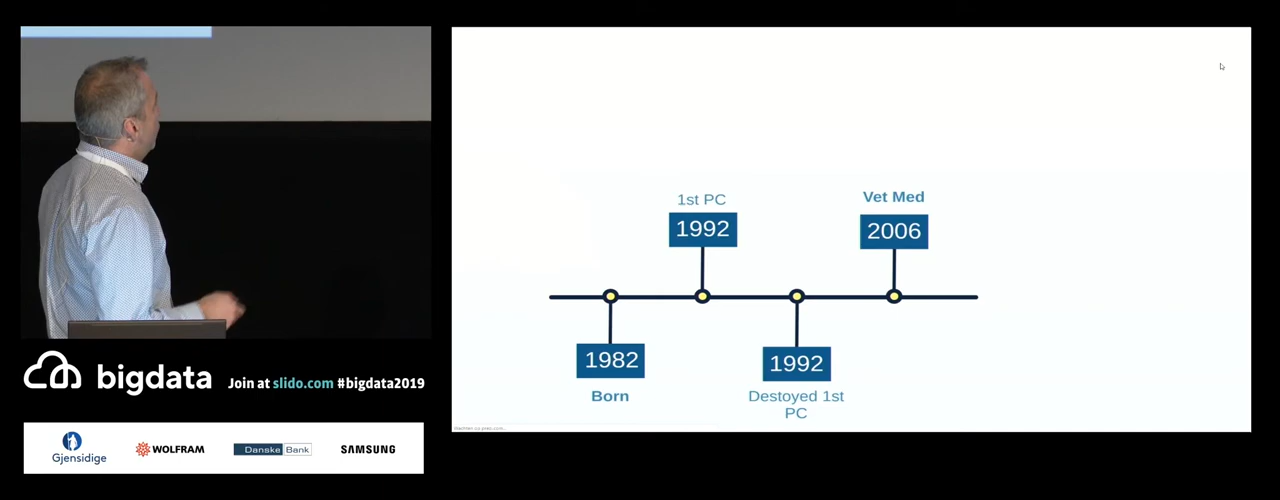 1st PC
1992
Vet Med
2006
1982
Born
1992
Destoyed 1st
PC
bigdata
Join at slido.com #bigdata2019
Gjensidige
WOLFRAM
Danske Bank
SAMSUNG